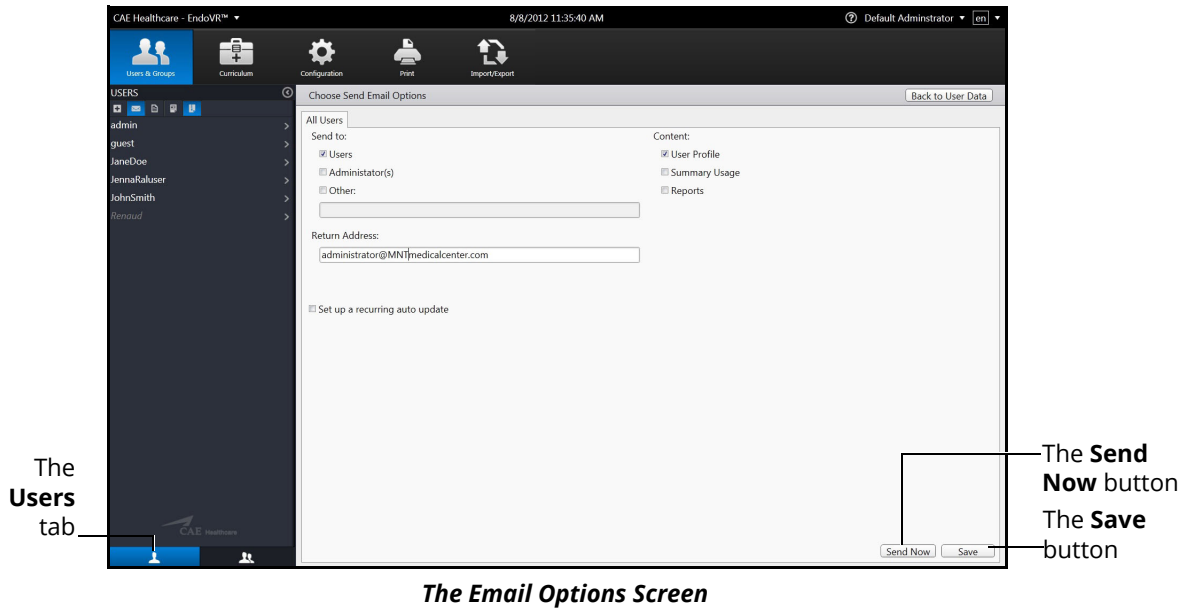 CAE Healthcare - EndoVR™
8/8/2012 11:35:40 AM
Default Adminstrator
en
Users & Groups
Curriculum
Configuration
Print
Import/Export
USERS
Choose Send Email Options
Back to User Data
admin
guest
JaneDoe
JennaRaluser
JohnSmith
Renaud
All Users
Send to:
Users
Administator(s)
Other:
Return Address:
administrator@MNTmedicalcenter.com
Set up a recurring auto update
Content:
User Profile
Summary Usage
Reports
CAE Healthcare
Send Now
Save
The
Users
tab
The Send
Now button
The Save
button
The Email Options Screen